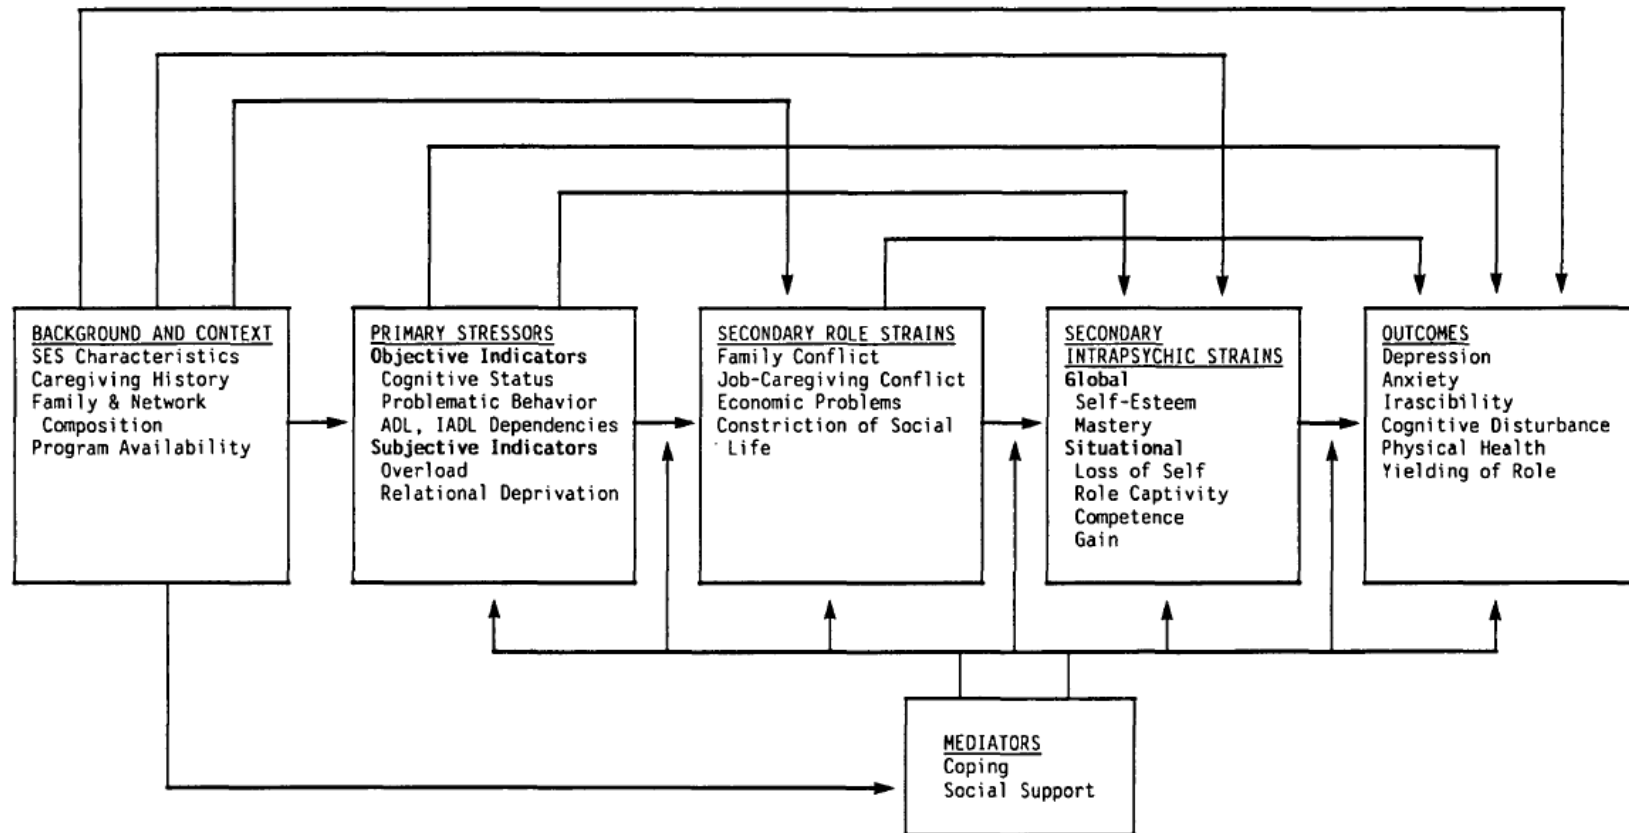 BACKGROUND AND CONTEXT
SES Characteristics
Caregiving History
Family & Network
Composition
Program Availability
PRIMARY STRESSORS
Objective Indicators
Cognitive Status
Problematic Behavior
ADL, IADL Dependencies
Subjective Indicators
Overload
Relational Deprivation
SECONDARY ROLE STRAINS
Family Conflict
Job-Caregiving Conflict
Economic Problems
Constriction of Social
Life
SECONDARY
INTRAPSYCHIC STRAINS
Global
Self-Esteem
Mastery
Situational
Loss of Self
Role Captivity
Competence
Gain
OUTCOMES
Depression
Anxiety
Irascibility
Cognitive Disturbance
Physical Health
Yielding of Role
MEDIATORS
Coping
Social Support